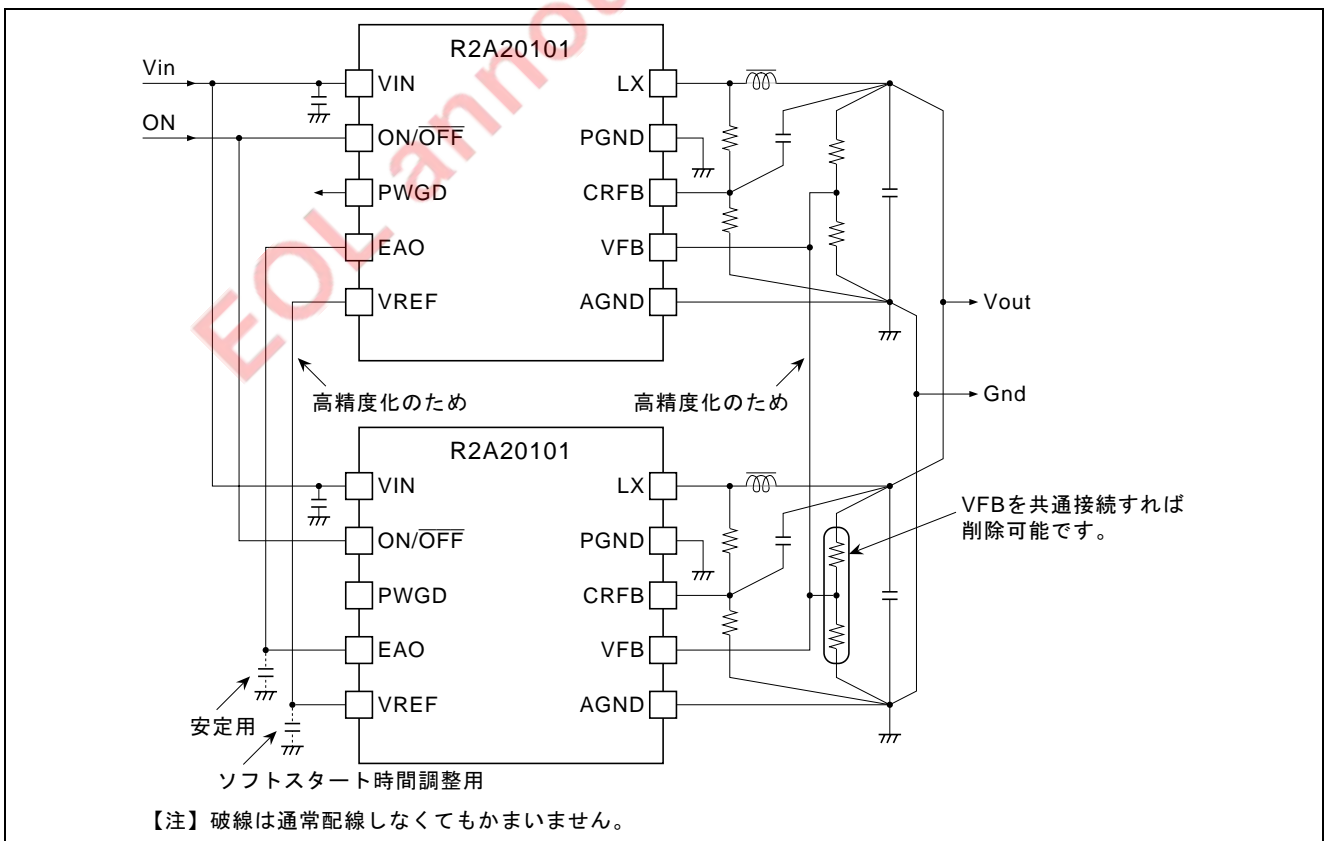 EOL annou
R2A20101
Vin
VIN
LX
ON
ON/OFF
PGND
PWGD
CRFB
EAO
VFB
VREF
AGND
Vout
高精度化のため
高精度化のため
Gnd
R2A20101
VIN
LX
VFBを共通接続すれば
削除可能です。
ON/OFF
PGND
PWGD
CRFB
EAO
VFB
安定用
VREF
AGND
ソフトスタート時間調整用
【注】破線は通常配線しなくてもかまいません。